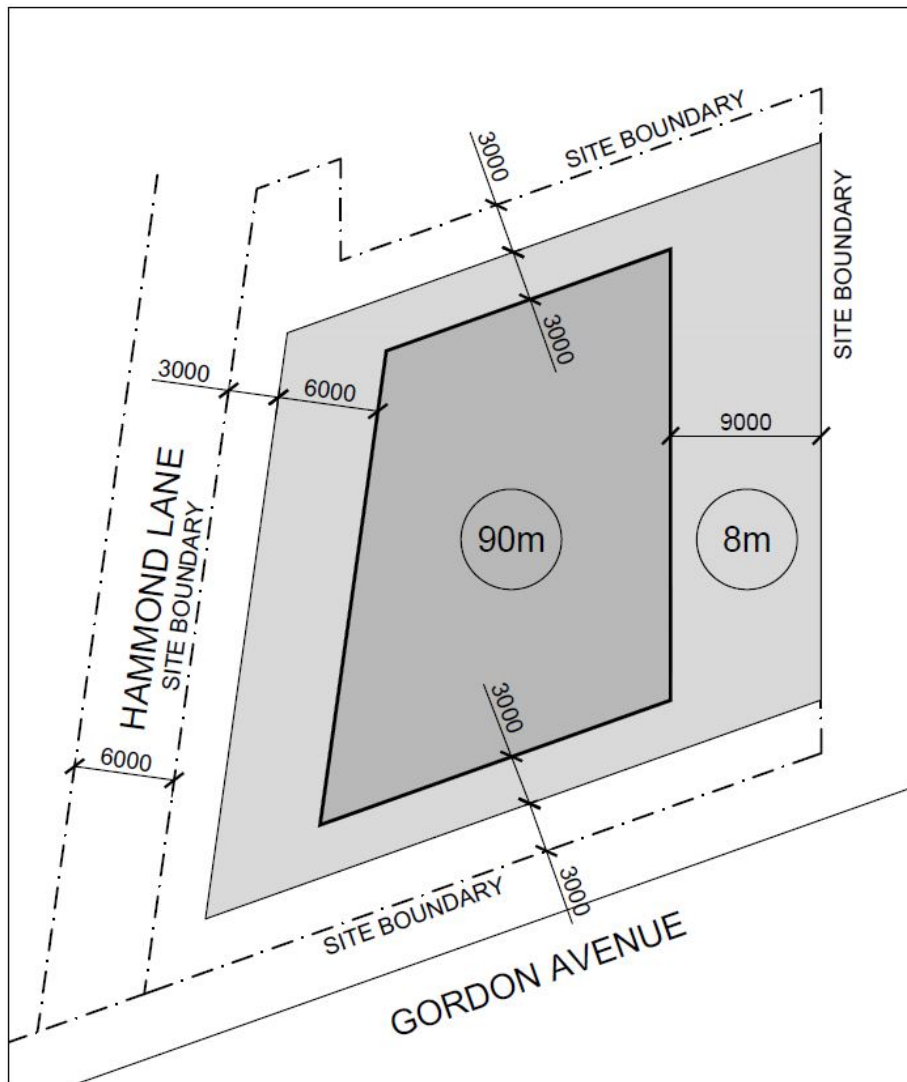 3000
SITE BOUNDARY
SITE BOUNDARY
3000
3000
6000
9000
HAMMOND LANE
SITE BOUNDARY
90m
8m
3000
6000
3000
SITE BOUNDARY
GORDON AVENUE